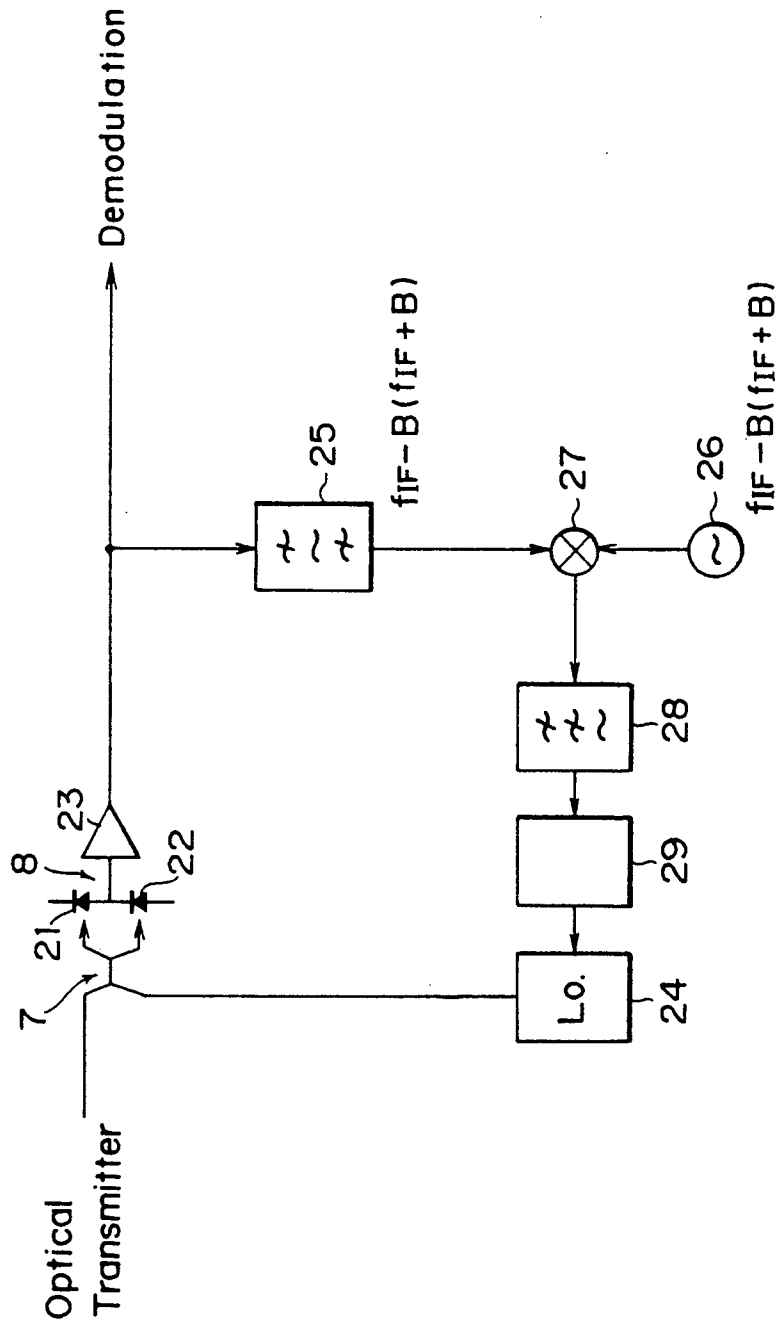 Optical
Transmitter
7
8
21
22
23
Demodulation
25
fIF-B(fIF+B)
27
26
fIF-B(fIF+B)
28
29
LO.
24